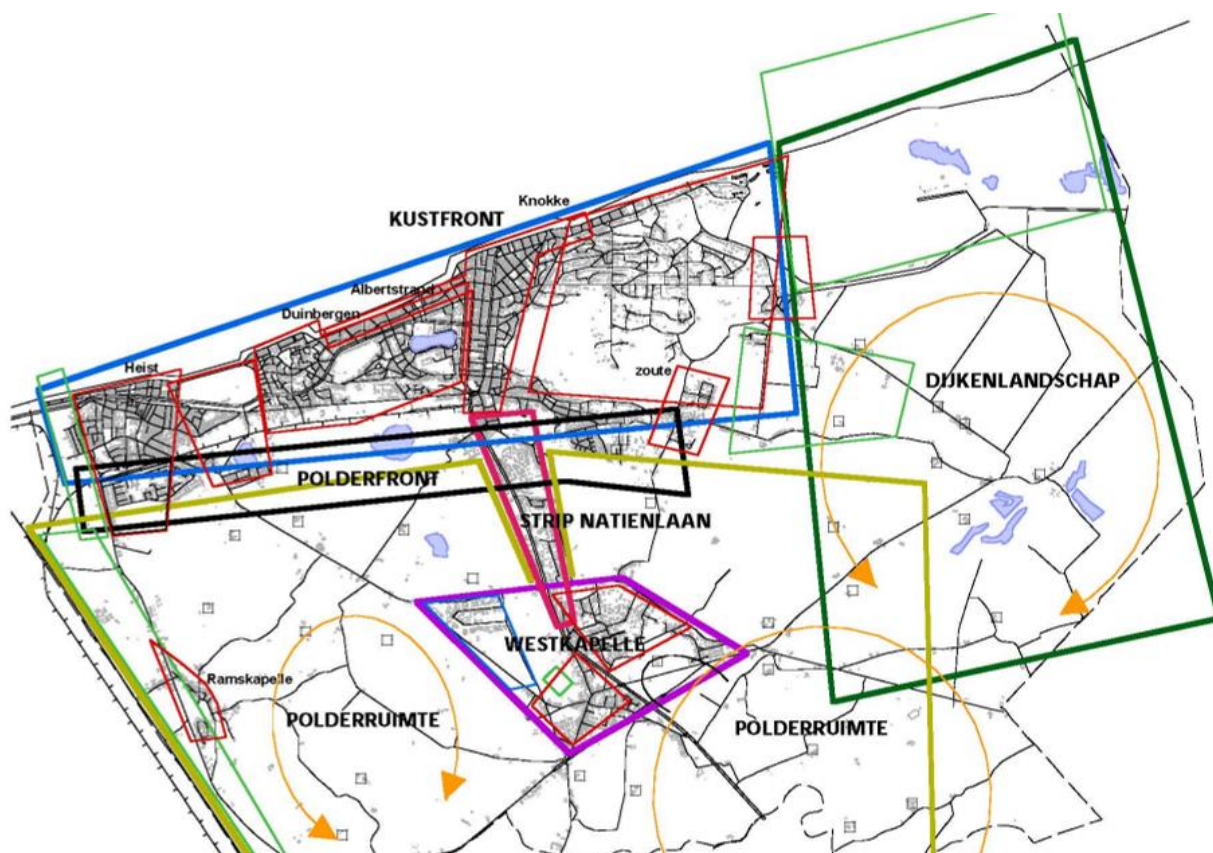 Knokke
KUSTFRONT
Albertstrand
Duinbergen
Heist
zoute
DIJKENLANDSCHAP
POLDERFRONT
STRIP NATIENLAAN
WESTKAPELLE
Ramskapelle
POLDERRUIMTE
POLDERRUIMTE